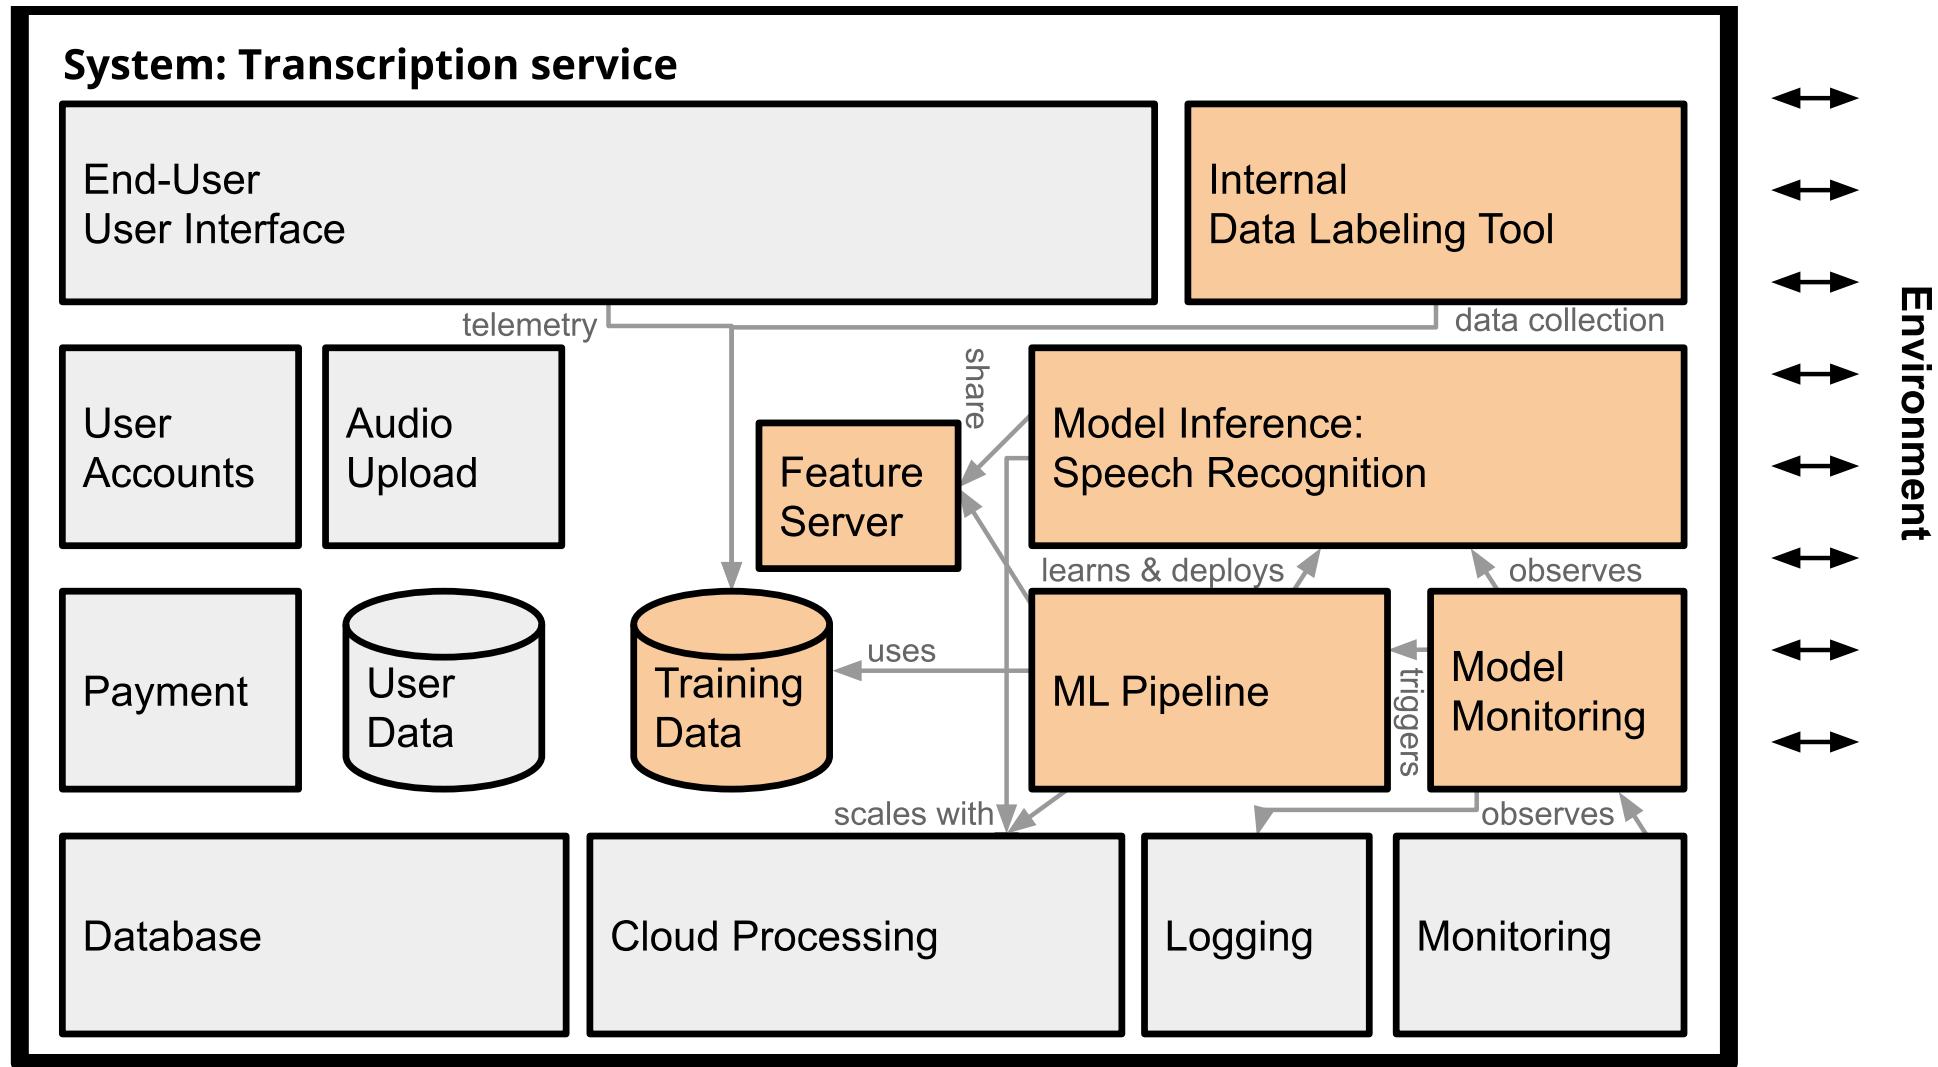 System: Transcription service
End-User
User Interface
Internal
Data Labeling Tool
telemetry
data collection
User
Accounts
Audio
Upload
share
Feature
Server
Model Inference:
Speech Recognition
learns & deploys
observes
Payment
User
Data
Training
Data
uses
ML Pipeline
triggers
Model
Monitoring
scales with
observes
Database
Cloud Processing
Logging
Monitoring
Environment